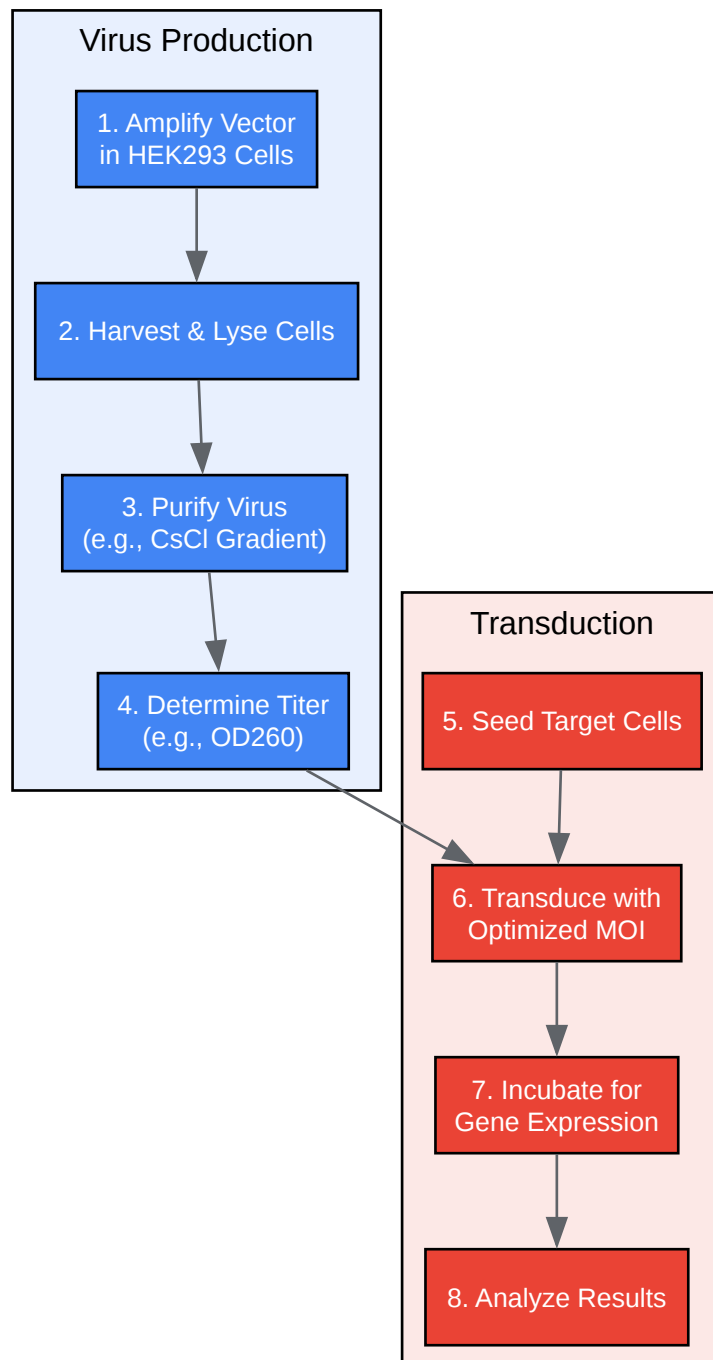 Virus Production
1. Amplify Vector
in HEK293 Cells
2. Harvest & Lyse Cells
3. Purify Virus
(e.g., CsCl Gradient)
4. Determine Titer
(e.g., OD260)
Transduction
5. Seed Target Cells
6. Transduce with
Optimized MOI
7. Incubate for
Gene Expression
8. Analyze Results